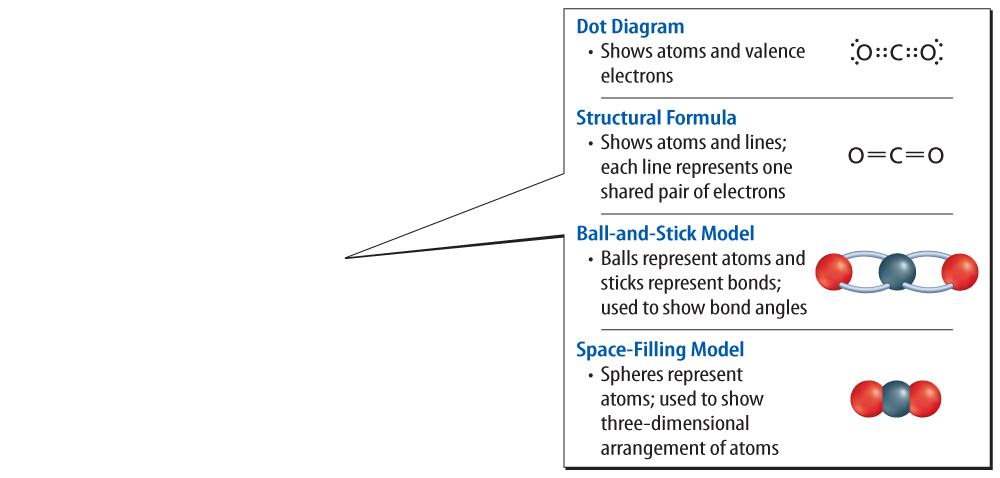 Dot Diagram
• Shows atoms and valence
electrons
:Ö::C::Ö:
Structural Formula
• Shows atoms and lines;
each line represents one
shared pair of electrons
O=C=O
Ball-and-Stick Model
• Balls represent atoms and
sticks represent bonds;
used to show bond angles
Space-Filling Model
• Spheres represent
atoms; used to show
three-dimensional
arrangement of atoms